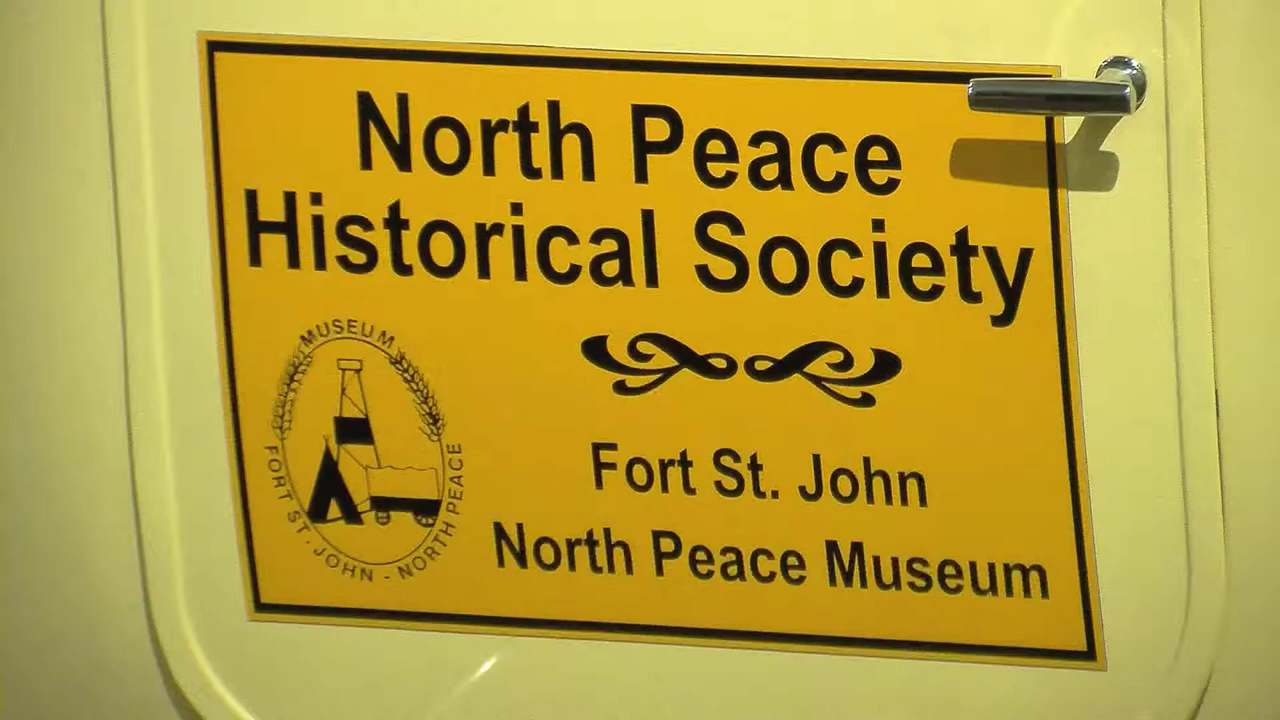 North Peace
Historical Society
MUSEUM
FORT ST. JOHN - NORTH PEACE
Fort St. John
North Peace Museum